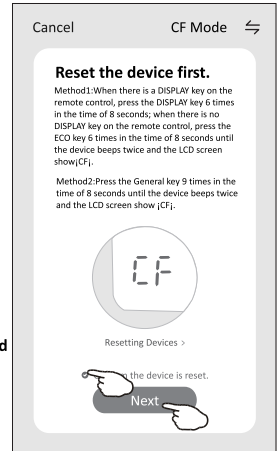 Cancel CF Mode
Reset the device first.
Method1:When there is a DISPLAY key on the
remote control, press the DISPLAY key 6 times
in the time of 8 seconds; when there is no
DISPLAY key on the remote control, press the
ECO key 6 times in the time of 8 seconds until
the device beeps twice and the LCD screen
show¡CF¡.
Method2:Press the General key 9 times in the
time of 8 seconds until the device beeps twice
and the LCD screen show ¡CF¡.
CF
d
Resetting Devices >
the device is reset.
Next